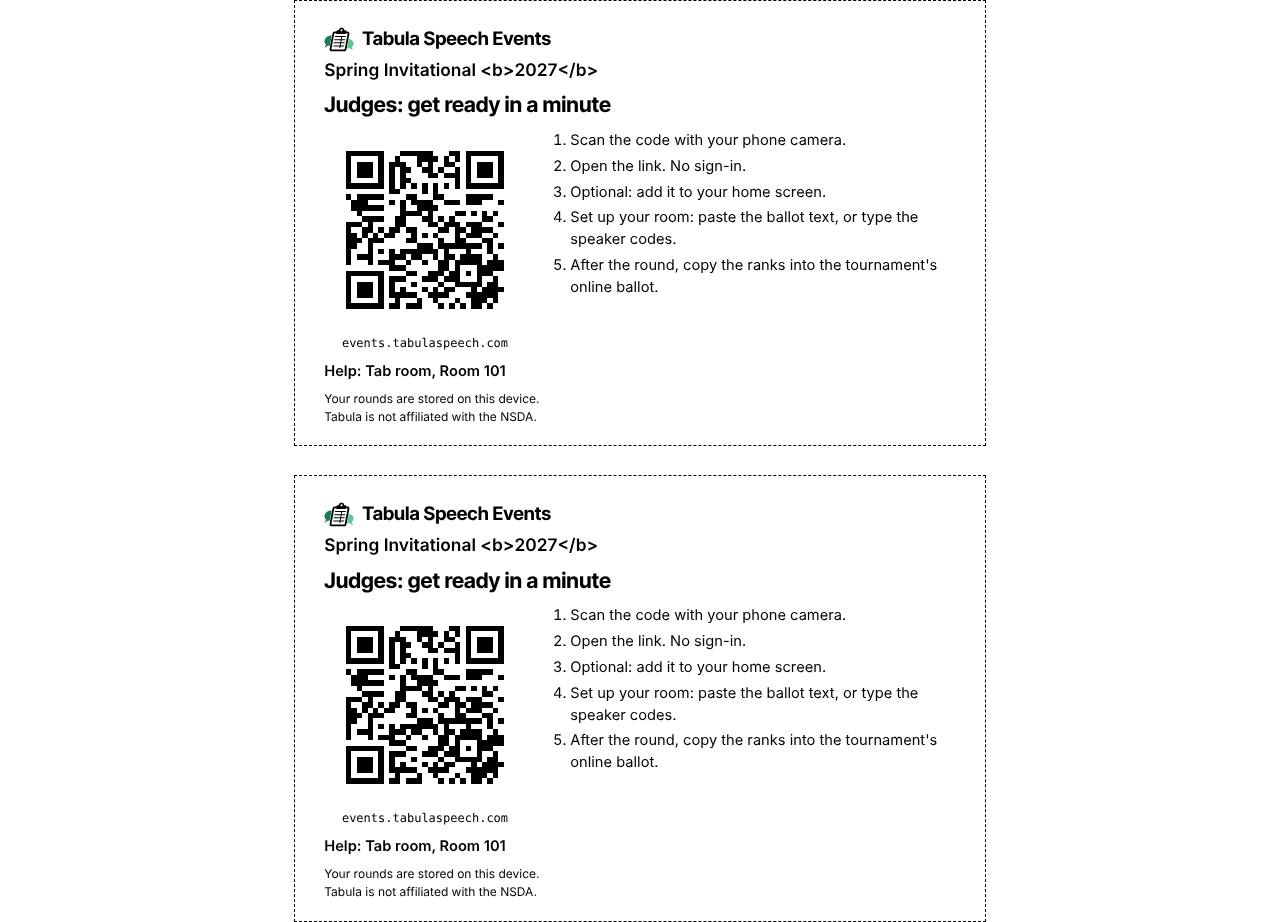 Tabula Speech Events
Spring Invitational <b>2027</b>
Judges: get ready in a minute
1. Scan the code with your phone camera.
2. Open the link. No sign-in.
3. Optional: add it to your home screen.
4. Set up your room: paste the ballot text, or type the
speaker codes.
5. After the round, copy the ranks into the tournament's
online ballot.
events.tabulaspeech.com
Help: Tab room, Room 101
Your rounds are stored on this device.
Tabula is not affiliated with the NSDA.
Tabula Speech Events
Spring Invitational <b>2027</b>
Judges: get ready in a minute
1. Scan the code with your phone camera.
2. Open the link. No sign-in.
3. Optional: add it to your home screen.
4. Set up your room: paste the ballot text, or type the
speaker codes.
5. After the round, copy the ranks into the tournament's
online ballot.
events.tabulaspeech.com
Help: Tab room, Room 101
Your rounds are stored on this device.
Tabula is not affiliated with the NSDA.